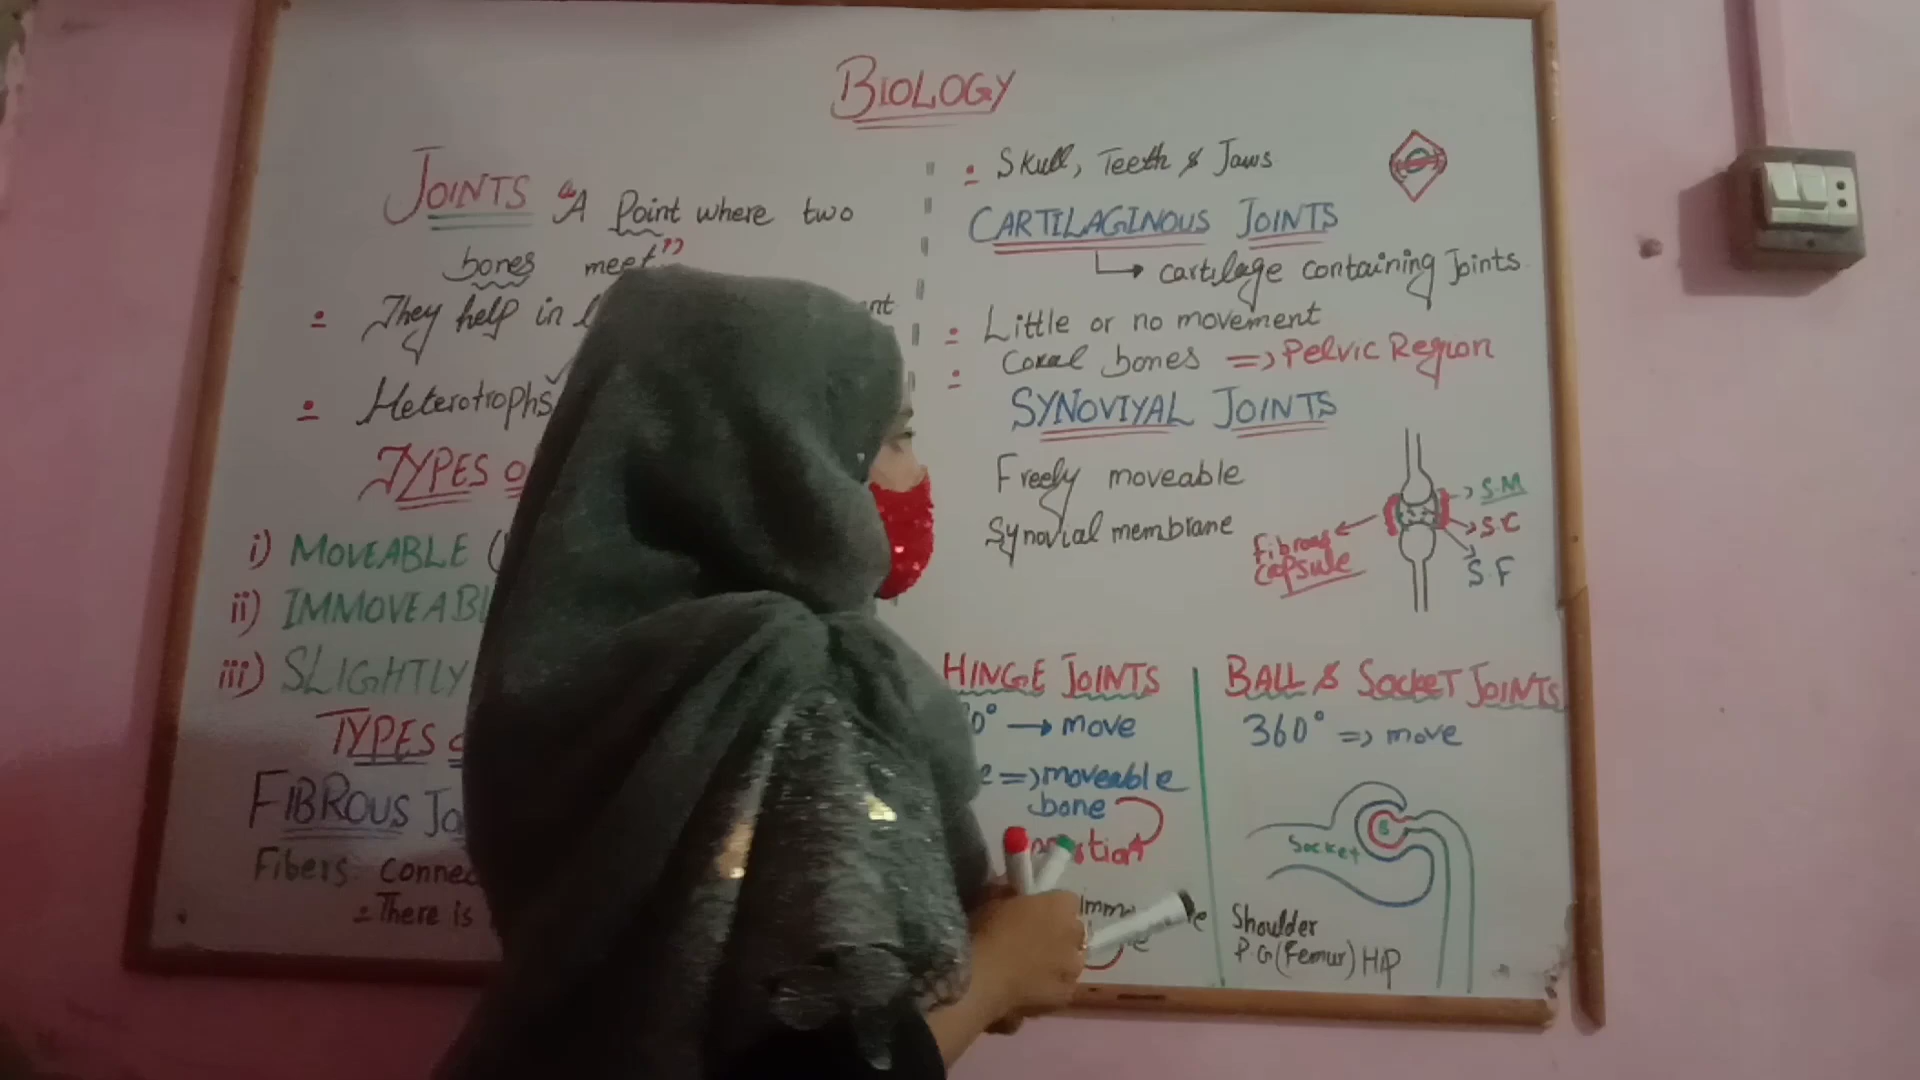 BIOLOGY
JOINTS "A Point where two
bones meet"
They help in
nt
Heterotrophs
TYPES
i) MOVEABLE (
ii) IMMOVEABL
iii) SLIGHTLY
TYPES
FIBROUS Jo
Fibers connec
There is
Skull, Teeth & Jaws
CARTILAGINOUS JOINTS
cartilage containing Joints
Little or no movement
Coxal bones => Pelvic Region
SYNOVIYAL JOINTS
Freely moveable
Synovial membrane
Fibrous
capsule
S.M
S.C
S.F
HINGE JOINTS
0° → move
e => moveable
bone
BALL & SOCKET JOINTS
360° => move
Socket
B
Shoulder
P.G (Femur) HIP